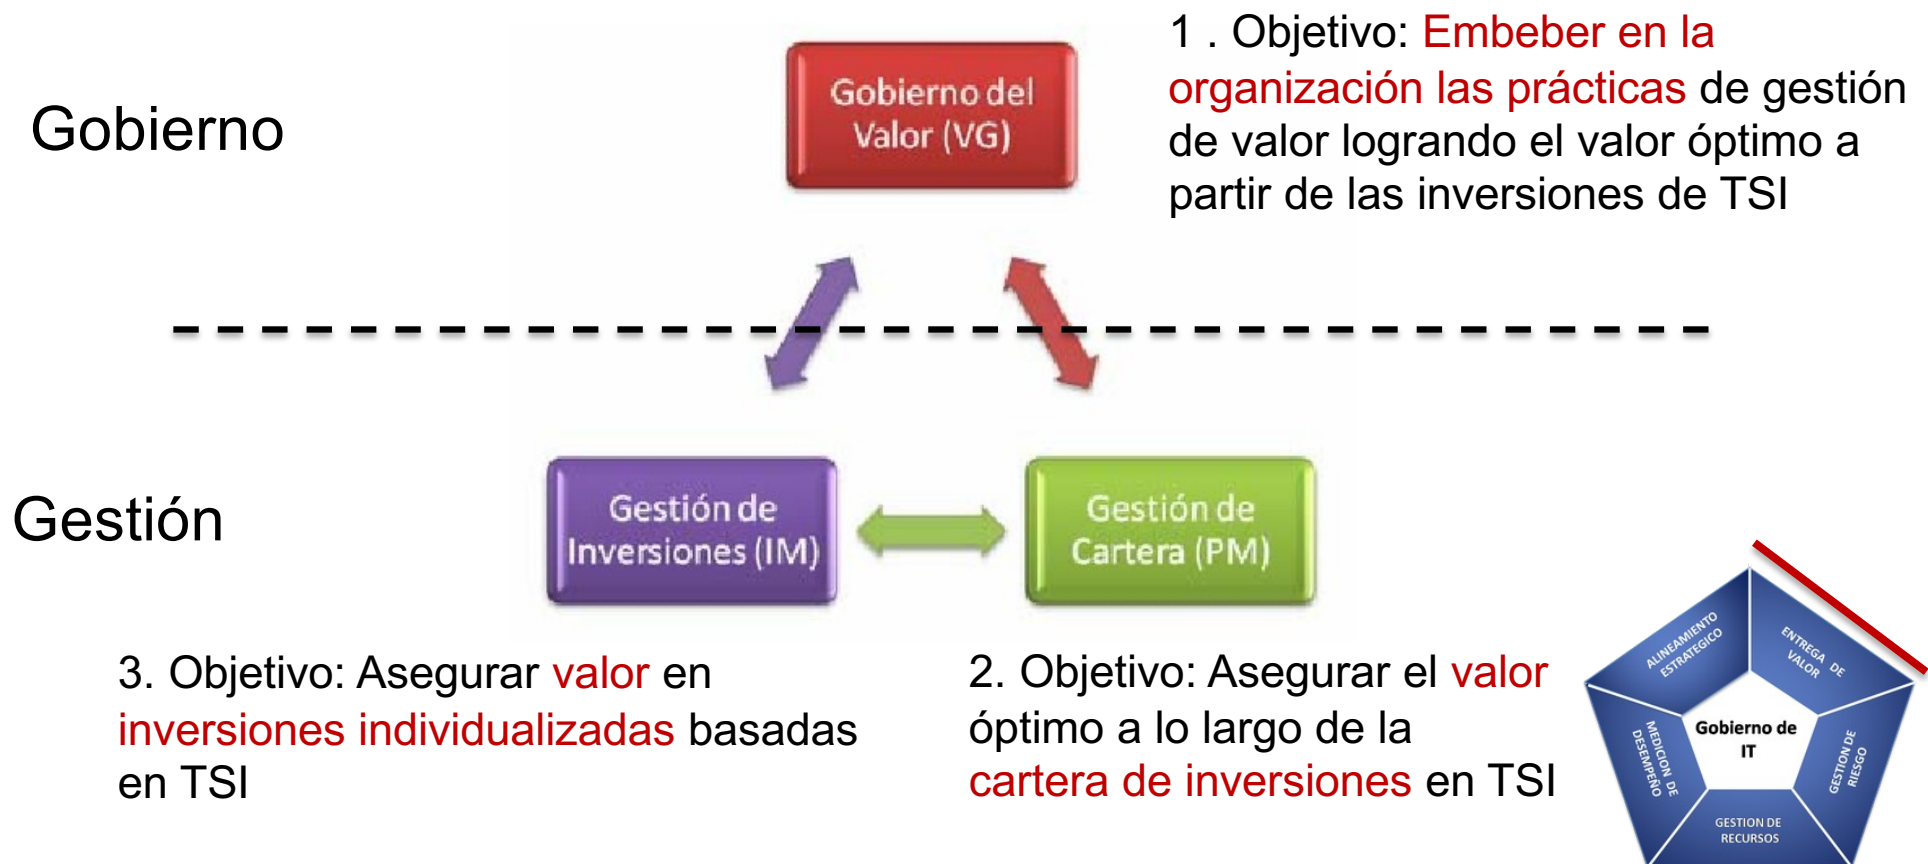 Gobierno
Gobierno del
Valor (VG)
1 . Objetivo: Embeber en la
organización las prácticas de gestión
de valor logrando el valor óptimo a
partir de las inversiones de TSI
Gestión
Gestión de
Inversiones (IM)
Gestión de
Cartera (PM)
3. Objetivo: Asegurar valor en
inversiones individualizadas basadas
en TSI
2. Objetivo: Asegurar el valor
óptimo a lo largo de la
cartera de inversiones en TSI
ALINEAMIENTO
ESTRATEGICO
ENTREGA DE
VALOR
MEDICION DE
DESEMPEÑO
Gobierno de
IT
GESTION DE
RIESGO
GESTION DE
RECURSOS